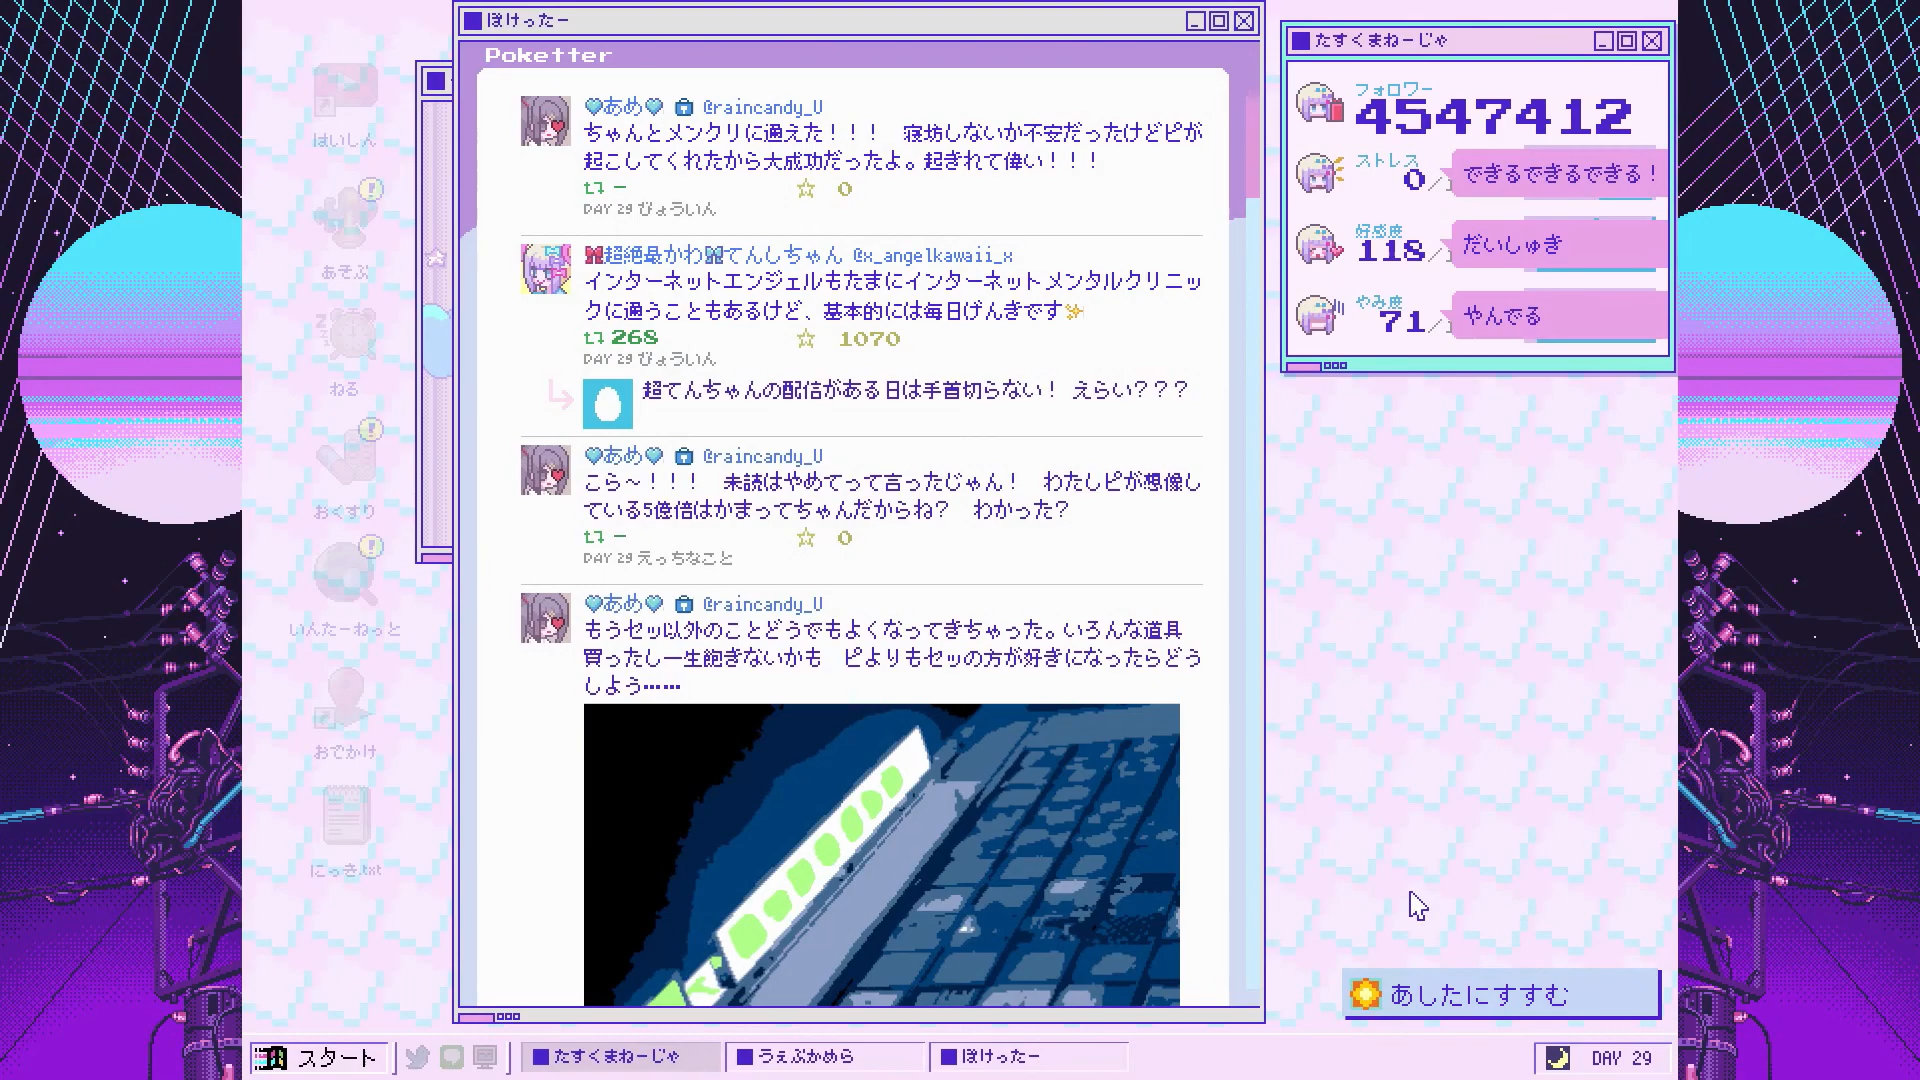 ぽけったー
Poketter
あめ @raincandy_U
ちゃんとメンクリに通えた！！！　寝坊しないか不安だったけどピが
起こしてくれたから大成功だったよ。起きれて偉い！！！
0
DAY 29 びょういん
超絶最かわてんしちゃん @x_angelkawaii_x
インターネットエンジェルもたまにインターネットメンタルクリニッ
クに通うこともあるけど、基本的には毎日げんきです✨
268 1070
DAY 29 びょういん
超てんちゃんの配信がある日は手首切らない！ えらい？？？
あめ @raincandy_U
こら〜！！！　未読はやめてって言ったじゃん！　わたしピが想像し
ている5億倍はかまってちゃんだからね？　わかった？
0
DAY 29 えっちなこと
あめ @raincandy_U
もうセッ以外のことどうでもよくなってきちゃった。いろんな道具
買ったし一生飽きないかも　ピよりもセッの方が好きになったらどう
しよう……
はいしん
あそぶ
ねる
おくすり
いんたーねっと
おでかけ
にっき.txt
たすくまねーじゃ
フォロワー
4547412
ストレス
0/1
できるできるできる！
好感度
118/1
だいしゅき
やみ度
71/1
やんでる
あしたにすすむ
スタート
たすくまねーじゃ
うぇぶかめら
ぽけったー
DAY 29